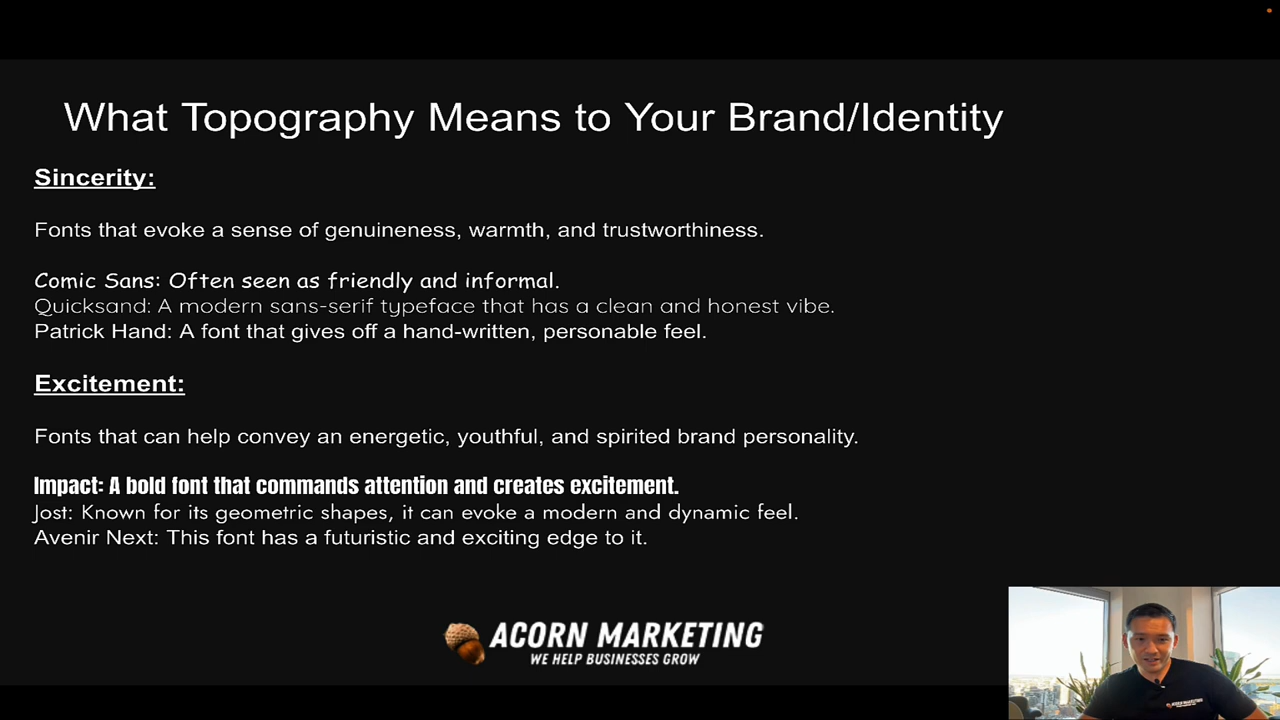 What Topography Means to Your Brand/Identity
Sincerity:
Fonts that evoke a sense of genuineness, warmth, and trustworthiness.
Comic Sans: Often seen as friendly and informal.
Quicksand: A modern sans-serif typeface that has a clean and honest vibe.
Patrick Hand: A font that gives off a hand-written, personable feel.
Excitement:
Fonts that can help convey an energetic, youthful, and spirited brand personality.
Impact: A bold font that commands attention and creates excitement.
Jost: Known for its geometric shapes, it can evoke a modern and dynamic feel.
Avenir Next: This font has a futuristic and exciting edge to it.
ACORN MARKETING
WE HELP BUSINESSES GROW
ACORN MARKETING